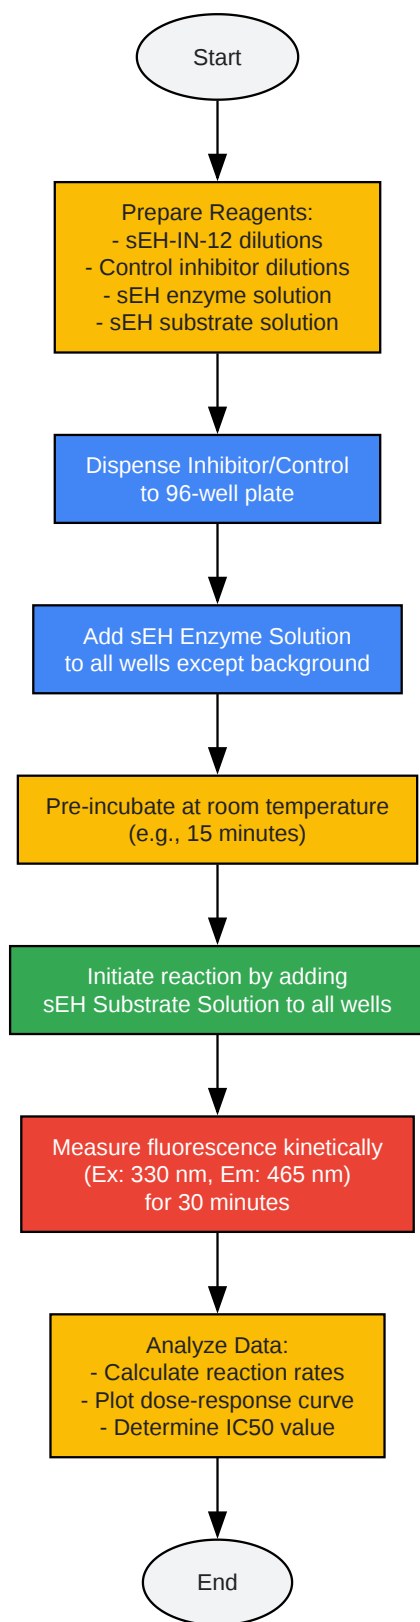 Start
Prepare Reagents:
- sEH-IN-12 dilutions
- Control inhibitor dilutions
- sEH enzyme solution
- sEH substrate solution
Dispense Inhibitor/Control
to 96-well plate
Add sEH Enzyme Solution
to all wells except background
Pre-incubate at room temperature
(e.g., 15 minutes)
Initiate reaction by adding
sEH Substrate Solution to all wells
Measure fluorescence kinetically
(Ex: 330 nm, Em: 465 nm)
for 30 minutes
Analyze Data:
- Calculate reaction rates
- Plot dose-response curve
- Determine IC50 value
End